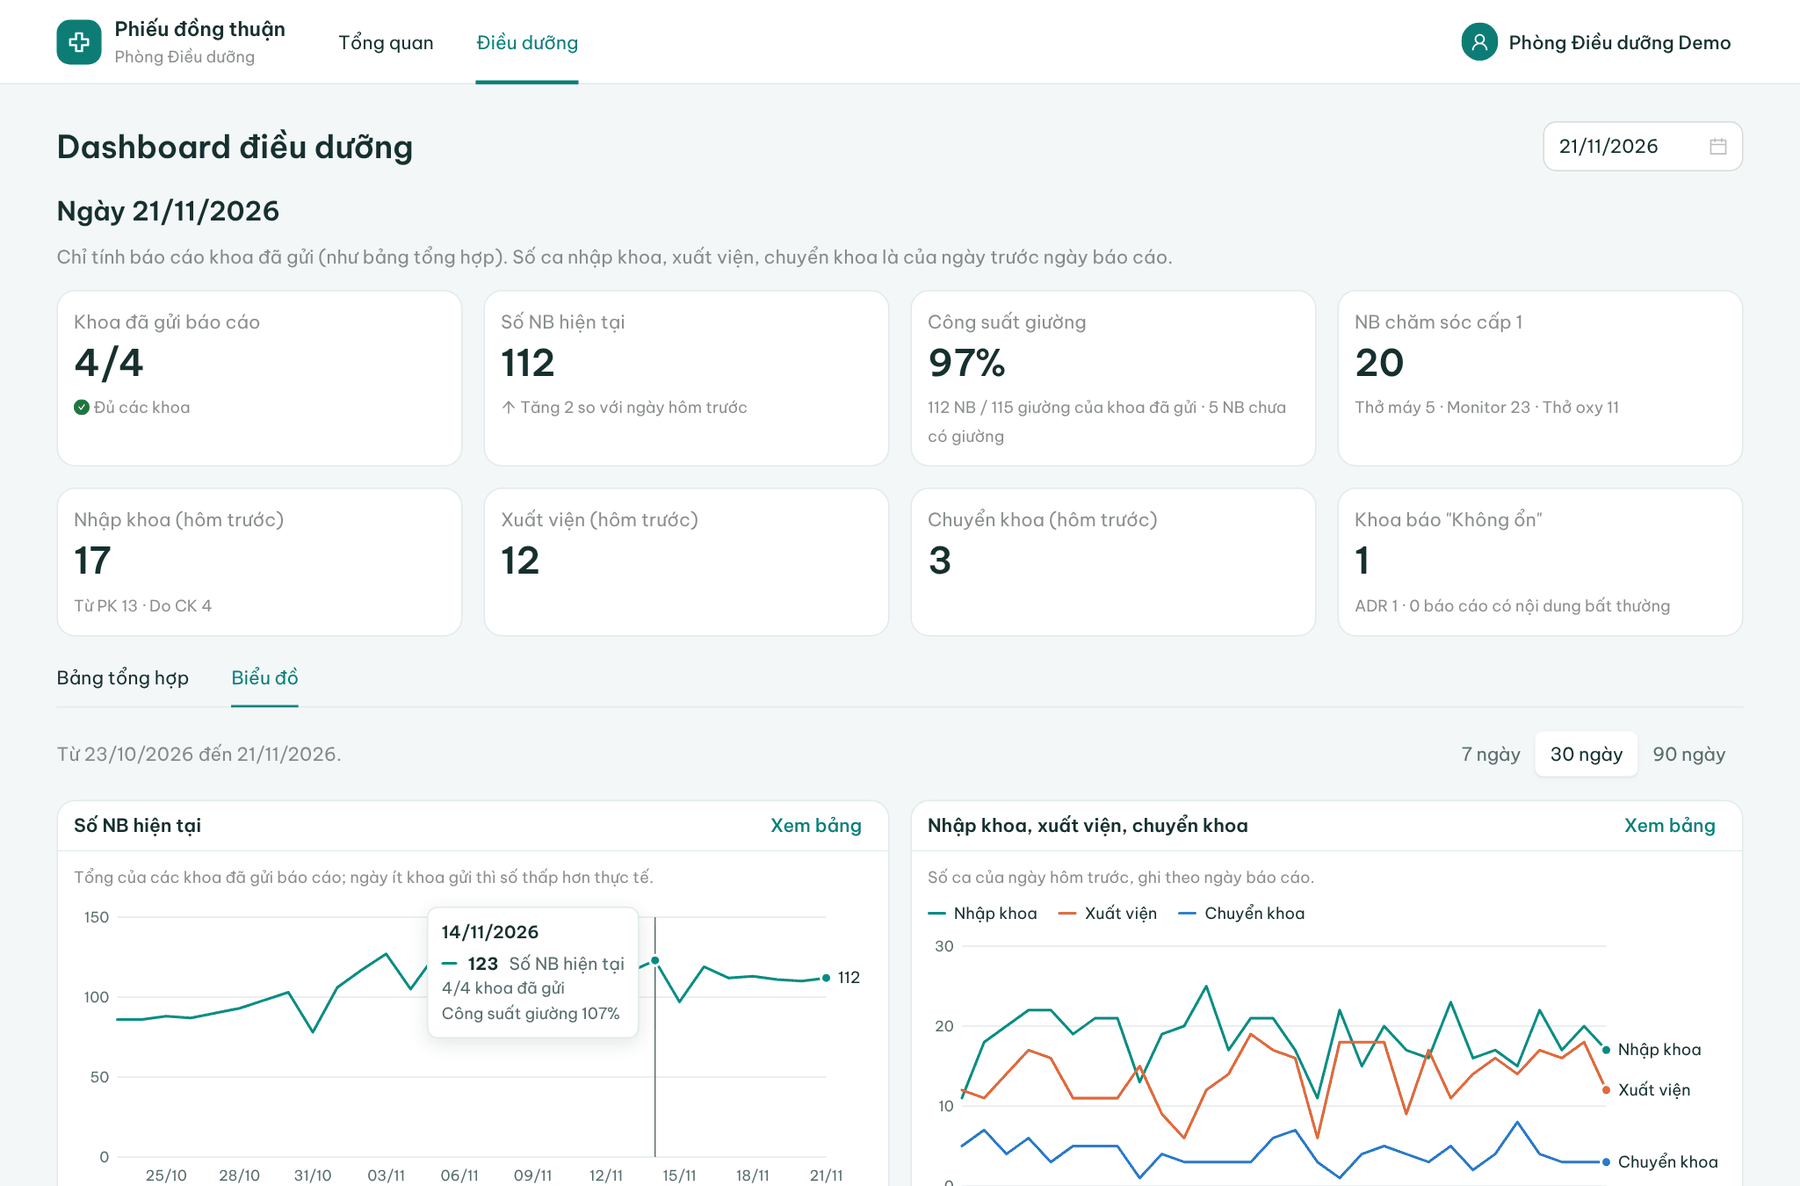 Phiếu đồng thuận
Phòng Điều dưỡng
Tổng quan
Điều dưỡng
Phòng Điều dưỡng Demo
Dashboard điều dưỡng
21/11/2026
Ngày 21/11/2026
Chỉ tính báo cáo khoa đã gửi (như bảng tổng hợp). Số ca nhập khoa, xuất viện, chuyển khoa là của ngày trước ngày báo cáo.
Khoa đã gửi báo cáo
4/4
Đủ các khoa
Số NB hiện tại
112
↑ Tăng 2 so với ngày hôm trước
Công suất giường
97%
112 NB / 115 giường của khoa đã gửi · 5 NB chưa
có giường
NB chăm sóc cấp 1
20
Thở máy 5 · Monitor 23 · Thở oxy 11
Nhập khoa (hôm trước)
17
Từ PK 13 · Do CK 4
Xuất viện (hôm trước)
12
Chuyển khoa (hôm trước)
3
Khoa báo "Không ổn"
1
ADR 1 · 0 báo cáo có nội dung bất thường
Bảng tổng hợp
Biểu đồ
Từ 23/10/2026 đến 21/11/2026.
7 ngày
30 ngày
90 ngày
Số NB hiện tại
Xem bảng
Tổng của các khoa đã gửi báo cáo; ngày ít khoa gửi thì số thấp hơn thực tế.
150
100
50
0
14/11/2026
123 Số NB hiện tại
4/4 khoa đã gửi
Công suất giường 107%
112
25/10 28/10 31/10 03/11 06/11 09/11 12/11 15/11 18/11 21/11
Nhập khoa, xuất viện, chuyển khoa
Xem bảng
Số ca của ngày hôm trước, ghi theo ngày báo cáo.
Nhập khoa
Xuất viện
Chuyển khoa
30
20
10
0
Nhập khoa
Xuất viện
Chuyển khoa